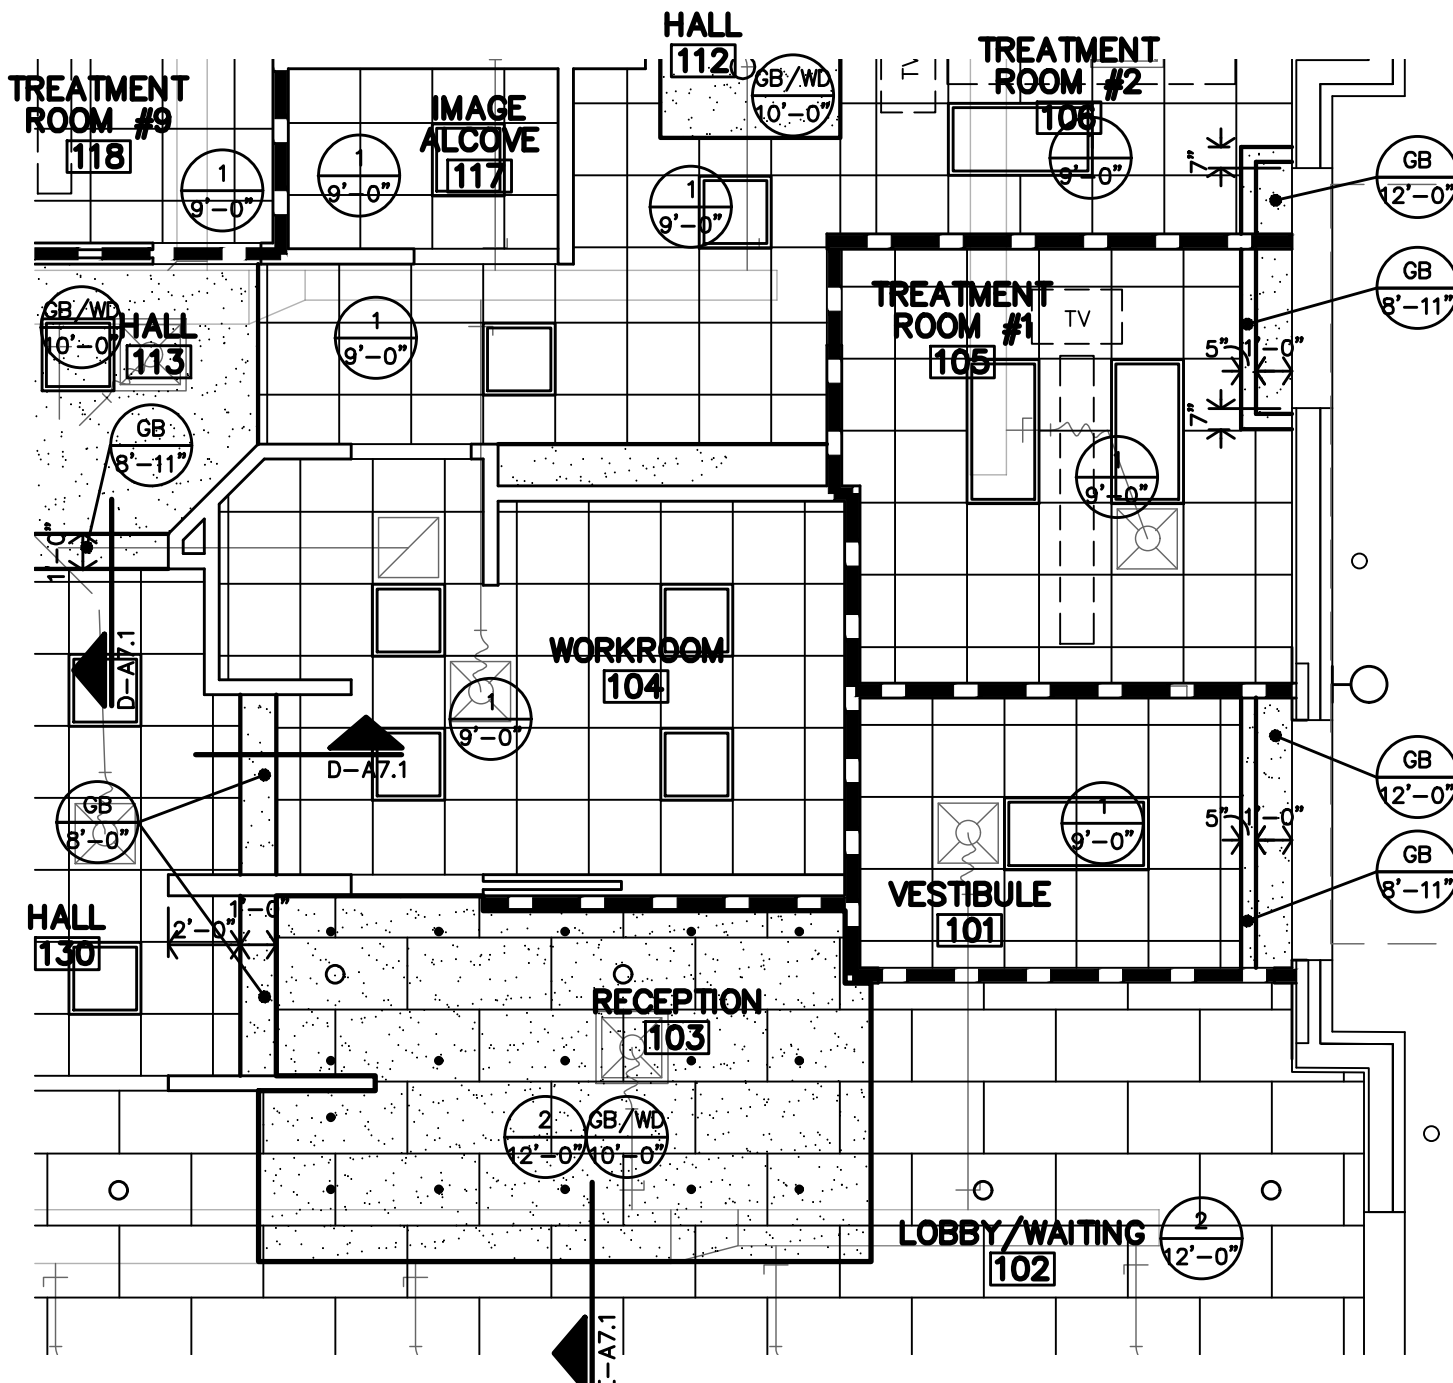 HALL
112
GB/WD
10'-0"
TREATMENT
ROOM #2
106
1
9'-0"
TV
TREATMENT
ROOM #9
118
1
9'-0"
IMAGE
ALCOVE
117
1
9'-0"
1
9'-0"
7"
GB
12'-0"
GB
8'-11"
GB/WD
10'-0"
HALL
113
1
9'-0"
TREATMENT
ROOM #1
105
TV
5"
1'-0"
7"
GB
8'-11"
1
9'-0"
1'-0"
D-A7.1
WORKROOM
104
1
9'-0"
D-A7.1
GB
8'-0"
GB
12'-0"
1
9'-0"
5"
1'-0"
GB
8'-11"
VESTIBULE
101
HALL
130
2'-0"
1'-0"
RECEPTION
103
2
12'-0"
GB/WD
10'-0"
LOBBY/WAITING
102
2
12'-0"
-A7.1